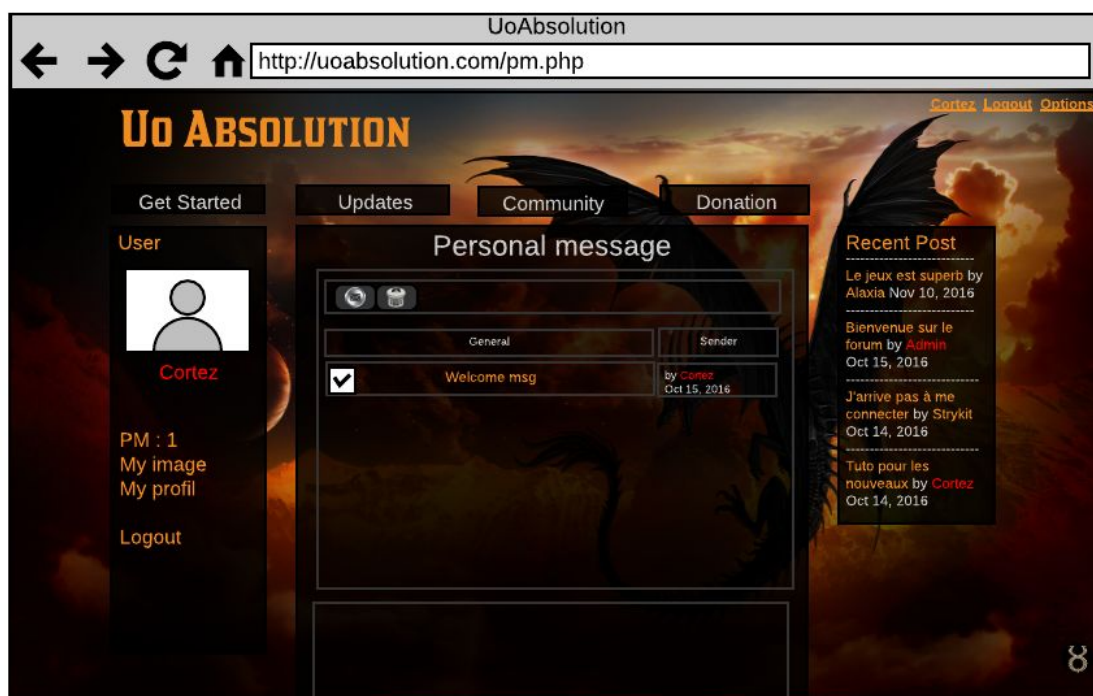 UoAbsolution
http://uoabsolution.com/pm.php
Cortez Logout Options
Uo Absolution
Get Started
Updates
Community
Donation
User
Cortez
PM : 1
My image
My profil
Logout
Personal message
General
Sender
Welcome msg
by Cortez
Oct 15, 2016
Recent Post
Le jeux est superb by
Alaxia Nov 10, 2016
Bienvenue sur le
forum by Admin
Oct 15, 2016
J'arrive pas à me
connecter by Strykit
Oct 14, 2016
Tuto pour les
nouveaux by Cortez
Oct 14, 2016